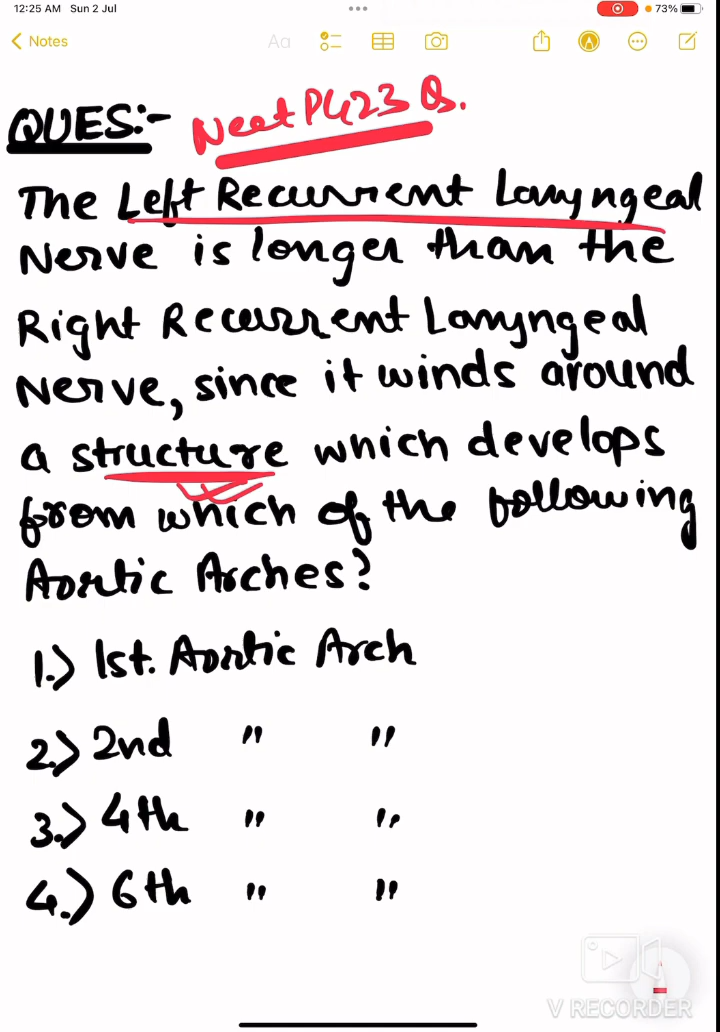 12:25 AM Sun 2 Jul
73%
Notes
Aa
QUES:- Neet PG 23 Q.
The Left Recurrent Laryngeal
Nerve is longer than the
Right Recurrent Laryngeal
Nerve, since it winds around
a structure which develops
from which of the following
Aortic Arches?
1.) 1st. Aortic Arch
2.) 2nd " "
3.) 4th " "
4.) 6th " "
V RECORDER